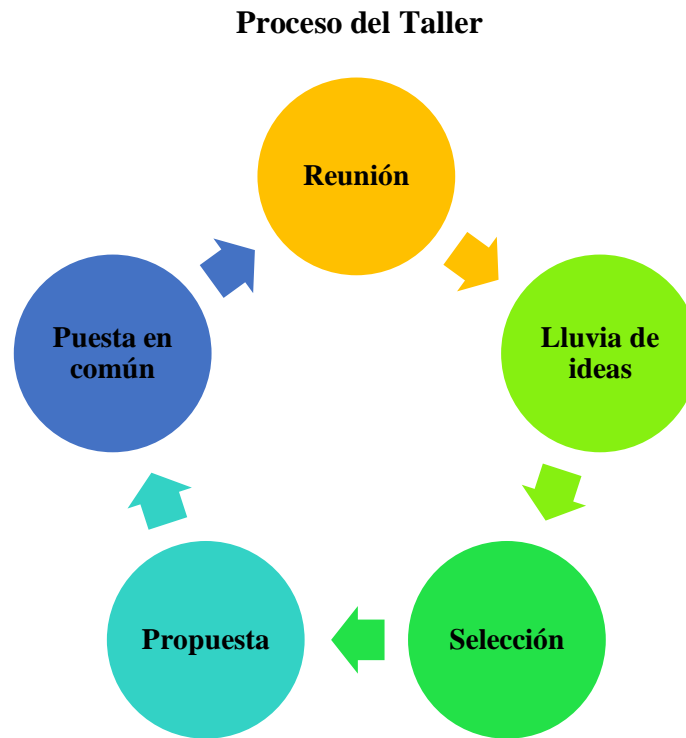 Proceso del Taller
Reunión
Lluvia de
ideas
Selección
Propuesta
Puesta en
común